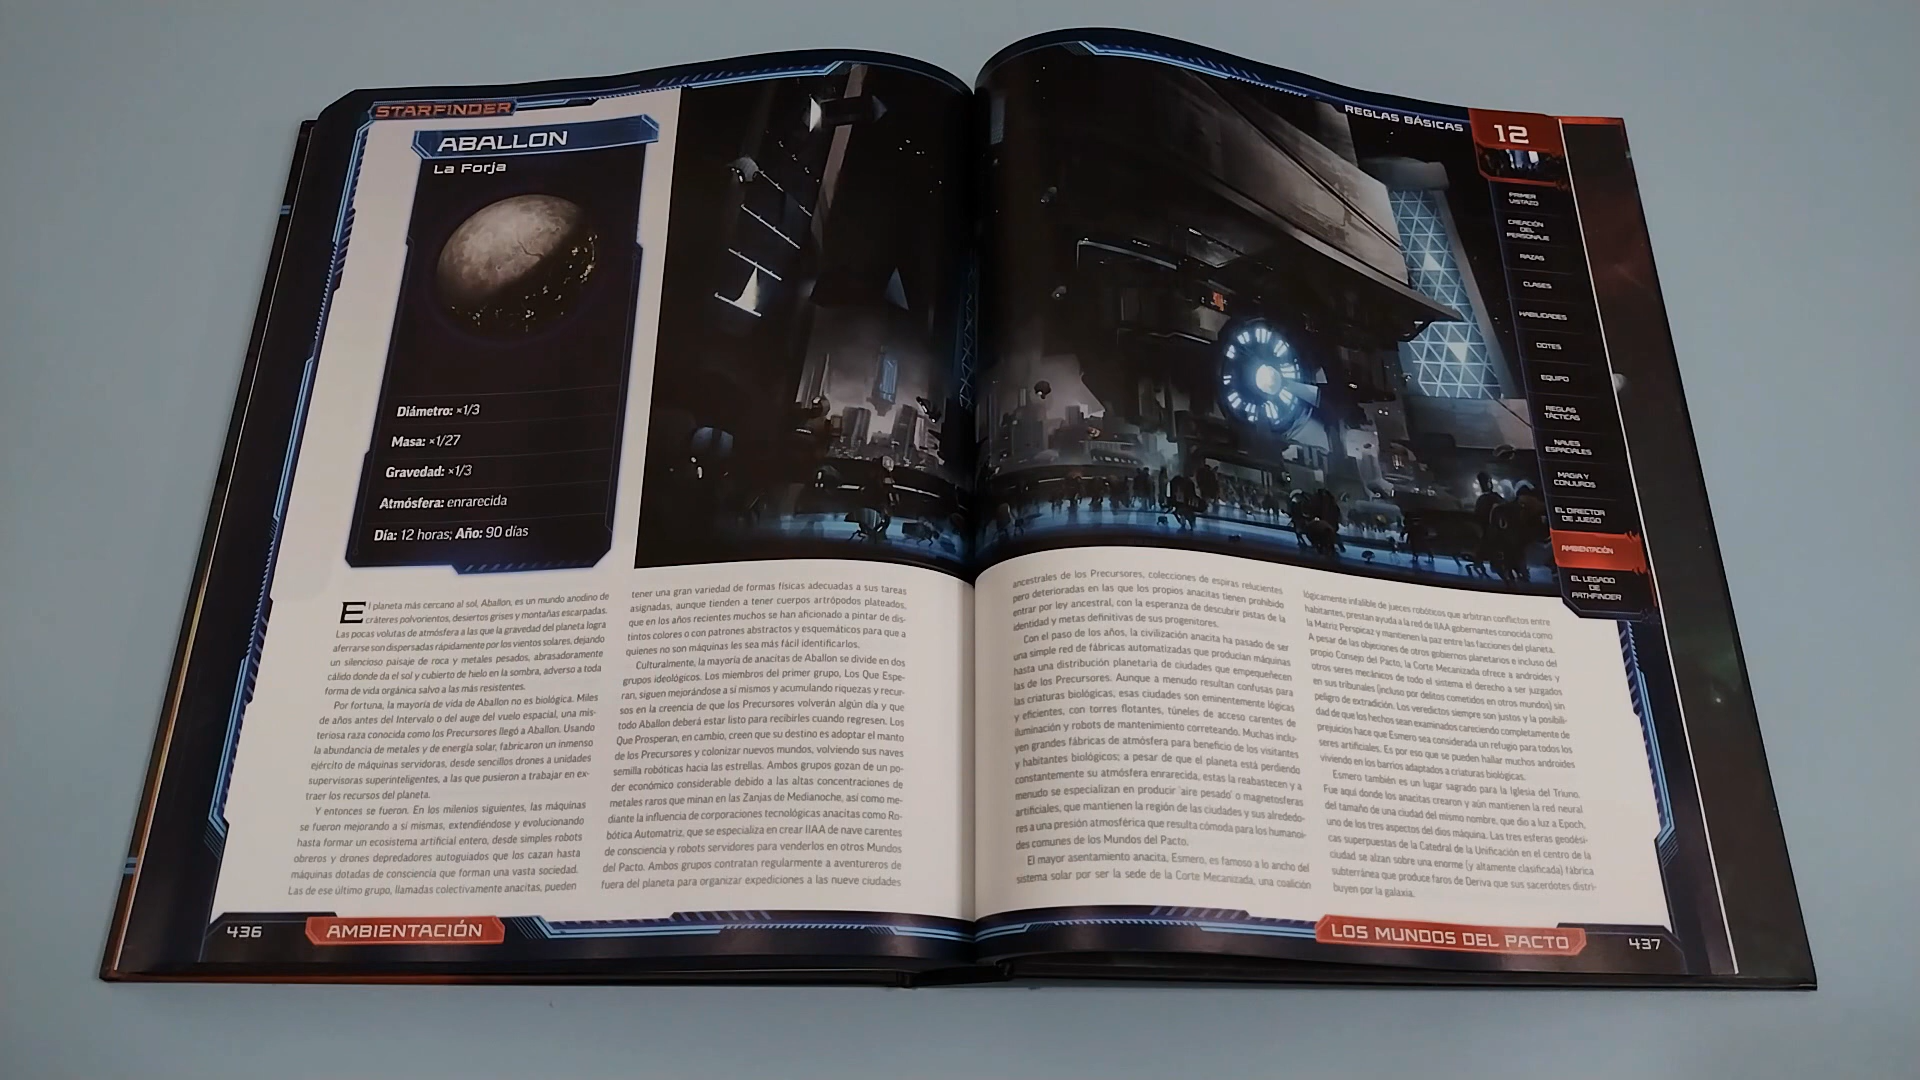 STARFINDER
ABALLON
La Forja
Diámetro: ×1/3
Masa: ×1/27
Gravedad: ×1/3
Atmósfera: enrarecida
Día: 12 horas; Año: 90 días
El planeta más cercano al sol, Aballon, es un mundo anodino de
cráteres polvorientos, desiertos grises y montañas escarpadas.
Las pocas volutas de atmósfera a las que la gravedad del planeta logra
aferrarse son dispersadas rápidamente por los vientos solares, dejando
un silencioso paisaje de roca y metales pesados, abrasadoramente
cálido donde da el sol y cubierto de hielo en la sombra, adverso a toda
forma de vida orgánica salvo a las más resistentes.
Por fortuna, la mayoría de vida de Aballon no es biológica. Miles
de años antes del Intervalo o del auge del vuelo espacial, una mis-
teriosa raza conocida como los Precursores llegó a Aballon. Usando
la abundancia de metales y de energía solar, fabricaron un inmenso
ejército de máquinas servidoras, desde sencillos drones a unidades
supervisoras superinteligentes, a las que pusieron a trabajar en ex-
traer los recursos del planeta.
Y entonces se fueron. En los milenios siguientes, las máquinas
se fueron mejorando a sí mismas, extendiéndose y evolucionando
hasta formar un ecosistema artificial entero, desde simples robots
obreros y drones depredadores autoguiados que los cazan hasta
máquinas dotadas de consciencia que forman una vasta sociedad.
Las de ese último grupo, llamadas colectivamente anacitas, pueden
tener una gran variedad de formas físicas adecuadas a sus tareas
asignadas, aunque tienden a tener cuerpos artrópodos plateados,
que en los años recientes muchos se han aficionado a pintar de dis-
tintos colores o con patrones abstractos y esquemáticos para que a
quienes no son máquinas les sea más fácil identificarlos.
Culturalmente, la mayoría de anacitas de Aballon se divide en dos
grupos ideológicos. Los miembros del primer grupo, Los Que Espe-
ran, siguen mejorándose a sí mismos y acumulando riquezas y recur-
sos en la creencia de que los Precursores volverán algún día y que
todo Aballon deberá estar listo para recibirles cuando regresen. Los
Que Prosperan, en cambio, creen que su destino es adoptar el manto
de los Precursores y colonizar nuevos mundos, volviendo sus naves
semilla robóticas hacia las estrellas. Ambos grupos gozan de un po-
der económico considerable debido a las altas concentraciones de
metales raros que minan en las Zanjas de Medianoche, así como me-
diante la influencia de corporaciones tecnológicas anacitas como Ro-
bótica Automatriz, que se especializa en crear IIAA de nave carentes
de consciencia y robots servidores para venderlos en otros Mundos
del Pacto. Ambos grupos contratan regularmente a aventureros de
fuera del planeta para organizar expediciones a las nueve ciudades
436
AMBIENTACIÓN
REGLAS BÁSICAS
12
ancestrales de los Precursores, colecciones de espiras relucientes
pero deterioradas en las que los propios anacitas tienen prohibido
entrar por ley ancestral, con la esperanza de descubrir pistas de la
identidad y metas definitivas de sus progenitores.
Con el paso de los años, la civilización anacita ha pasado de ser
una simple red de fábricas automatizadas que producían máquinas
hasta una distribución planetaria de ciudades que empequeñecen
las de los Precursores. Aunque a menudo resultan confusas para
las criaturas biológicas, esas ciudades son eminentemente lógicas
y eficientes, con torres flotantes, túneles de acceso carentes de
iluminación y robots de mantenimiento correteando. Muchas inclu-
yen grandes fábricas de atmósfera para beneficio de los visitantes
y habitantes biológicos; a pesar de que el planeta está perdiendo
constantemente su atmósfera enrarecida, estas la reabastecen y a
menudo se especializan en producir 'aire pesado' o magnetosferas
artificiales, que mantienen la región de las ciudades y sus alrededo-
res a una presión atmosférica que resulta cómoda para los humanoi-
des comunes de los Mundos del Pacto.
El mayor asentamiento anacita, Esmero, es famoso a lo ancho del
sistema solar por ser la sede de la Corte Mecanizada, una coalición
lógicamente infalible de jueces robóticos que arbitran conflictos entre
habitantes, prestan ayuda a la red de IIAA gobernantes conocida como
la Matriz Perspicaz y mantienen la paz entre las facciones del planeta.
A pesar de las objeciones de otros gobiernos planetarios e incluso del
propio Consejo del Pacto, la Corte Mecanizada ofrece a androides y
otros seres mecánicos de todo el sistema el derecho a ser juzgados
en sus tribunales (incluso por delitos cometidos en otros mundos) sin
peligro de extradición. Los veredictos siempre son justos y la posibili-
dad de que los hechos sean examinados careciendo completamente de
prejuicios hace que Esmero sea considerada un refugio para todos los
seres artificiales. Es por eso que se pueden hallar muchos androides
viviendo en los barrios adaptados a criaturas biológicas.
Esmero también es un lugar sagrado para la Iglesia del Triuno.
Fue aquí donde los anacitas crearon y aún mantienen la red neural
del tamaño de una ciudad del mismo nombre, que dio a luz a Epoch,
uno de los tres aspectos del dios máquina. Las tres esferas geodési-
cas superpuestas de la Catedral de la Unificación en el centro de la
ciudad se alzan sobre una enorme (y altamente clasificada) fábrica
subterránea que produce faros de Deriva que sus sacerdotes distri-
buyen por la galaxia.
PRIMER
VISTAZO
CREACIÓN
DEL
PERSONAJE
RAZAS
CLASES
HABILIDADES
DOTES
EQUIPO
REGLAS
TÁCTICAS
NAVES
ESPACIALES
MAGIA Y
CONJUROS
EL DIRECTOR
DE JUEGO
AMBIENTACIÓN
EL LEGADO
DE
PATHFINDER
LOS MUNDOS DEL PACTO
437